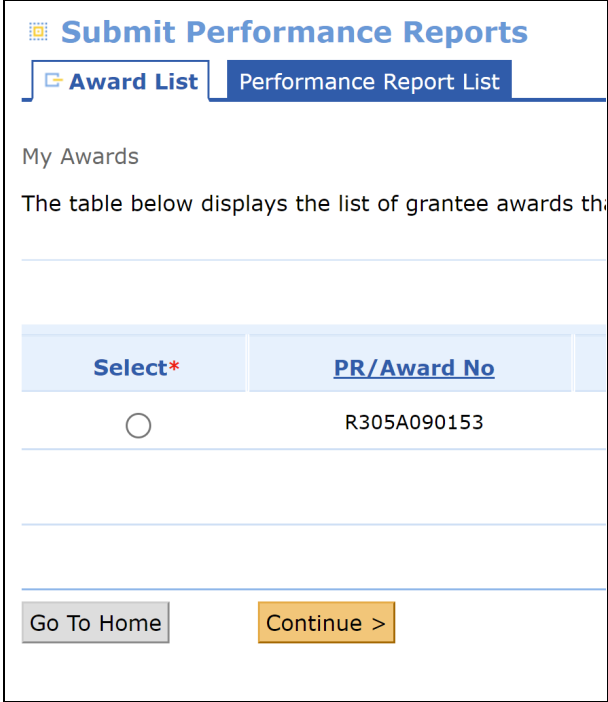 Submit Performance Reports
Award List Performance Report List
My Awards
The table below displays the list of grantee awards
Select* PR/Award No
R305A090153
Go To Home Continue >